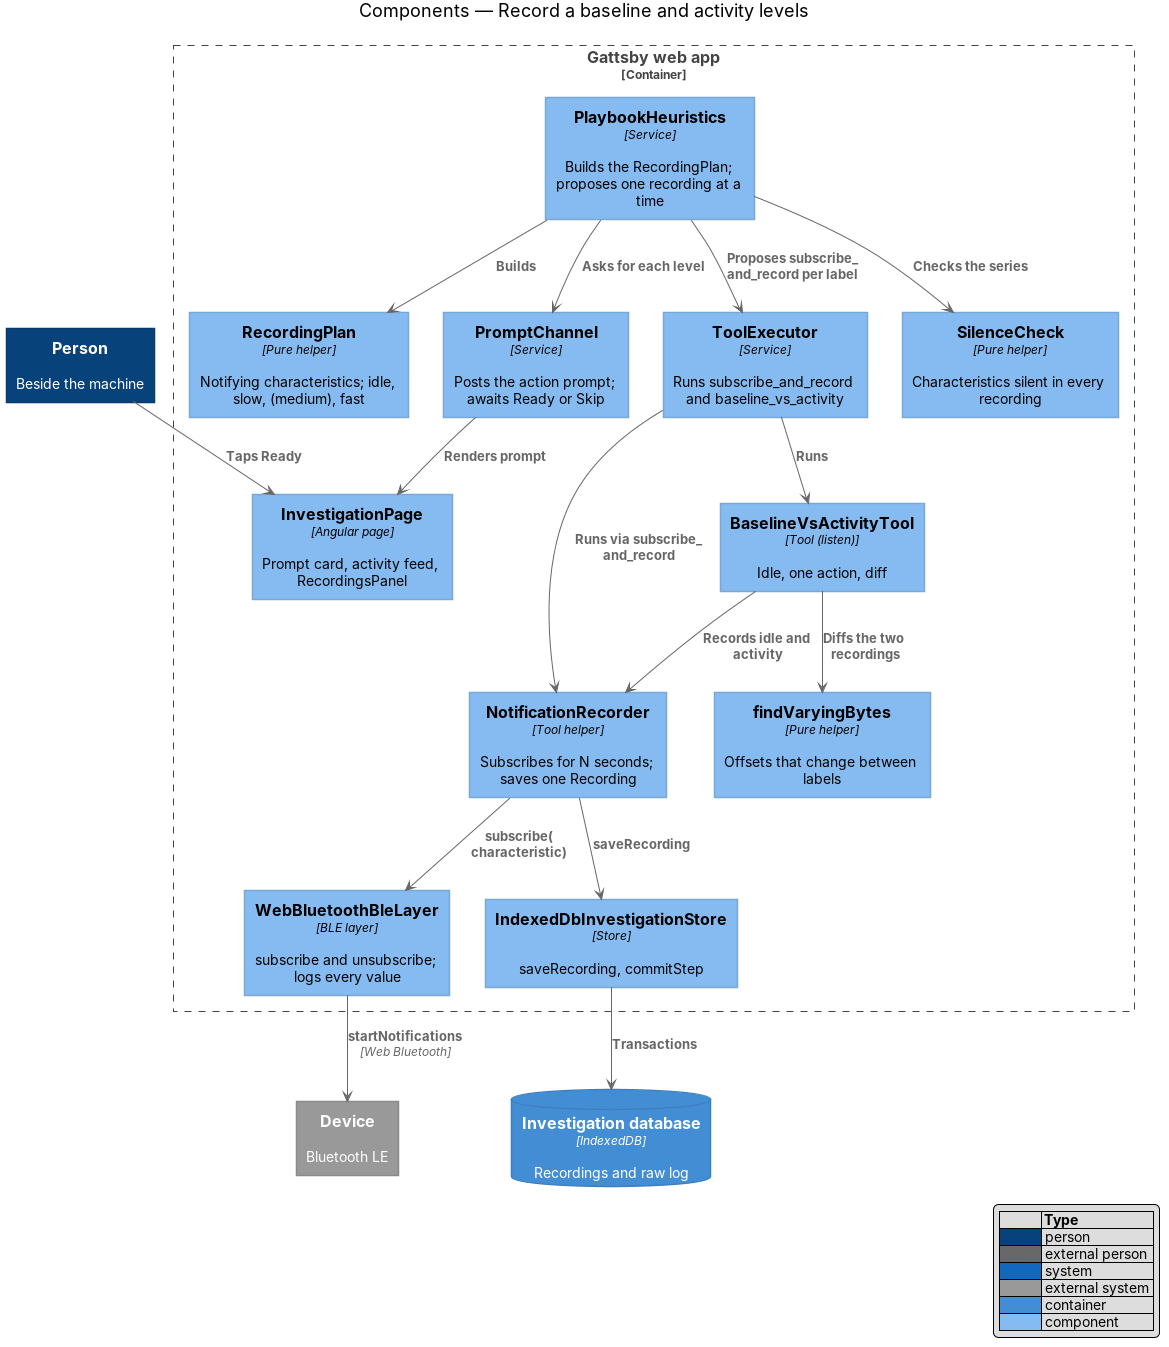 Components — Record a baseline and activity levels
Gattsby web app
[Container]
PlaybookHeuristics
[Service]
Builds the RecordingPlan;
proposes one recording at a
time
Builds
Asks for each level
Proposes subscribe_
and_record per label
Checks the series
Person
Beside the machine
RecordingPlan
[Pure helper]
Notifying characteristics; idle,
slow, (medium), fast
PromptChannel
[Service]
Posts the action prompt;
awaits Ready or Skip
ToolExecutor
[Service]
Runs subscribe_and_record
and baseline_vs_activity
SilenceCheck
[Pure helper]
Characteristics silent in every
recording
Taps Ready
Renders prompt
Runs
InvestigationPage
[Angular page]
Prompt card, activity feed,
RecordingsPanel
Runs via subscribe_
and_record
BaselineVsActivityTool
[Tool (listen)]
Idle, one action, diff
Records idle and
activity
Diffs the two
recordings
NotificationRecorder
[Tool helper]
Subscribes for N seconds;
saves one Recording
findVaryingBytes
[Pure helper]
Offsets that change between
labels
subscribe(
characteristic)
saveRecording
WebBluetoothBleLayer
[BLE layer]
subscribe and unsubscribe;
logs every value
IndexedDbInvestigationStore
[Store]
saveRecording, commitStep
startNotifications
[Web Bluetooth]
Transactions
Device
Bluetooth LE
Investigation database
[IndexedDB]
Recordings and raw log
Type
person
external person
system
external system
container
component